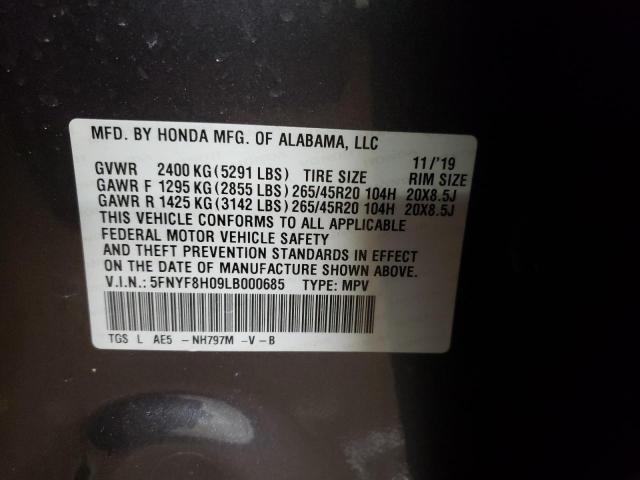 MFD. BY HONDA MFG. OF ALABAMA, LLC
11/'19
GVWR 2400 KG (5291 LBS) TIRE SIZE RIM SIZE
GAWR F 1295 KG (2855 LBS) 265/45R20 104H 20X8.5J
GAWR R 1425 KG (3142 LBS) 265/45R20 104H 20X8.5J
THIS VEHICLE CONFORMS TO ALL APPLICABLE
FEDERAL MOTOR VEHICLE SAFETY
AND THEFT PREVENTION STANDARDS IN EFFECT
ON THE DATE OF MANUFACTURE SHOWN ABOVE.
V.I.N.: 5FNYF8H09LB000685 TYPE: MPV
TGS L AE5 -NH797M -V -B